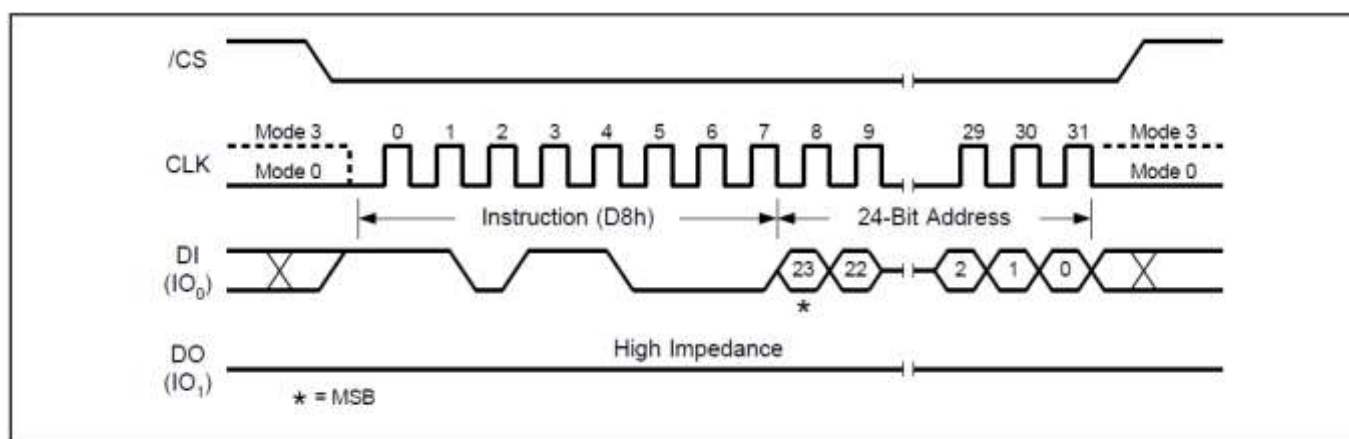 /CS
Mode 3 0 1 2 3 4 5 6 7 8 9 29 30 31 Mode 3
CLK
Mode 0 Mode 0
Instruction (D8h) 24-Bit Address
DI
(IO0) 23 22 2 1 0
*
DO High Impedance
(IO1)
* = MSB